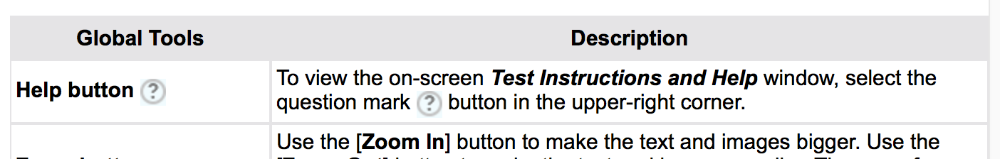 Global Tools Description
Help button ?
To view the on-screen Test Instructions and Help window, select the
question mark ? button in the upper-right corner.
Use the [Zoom In] button to make the text and images bigger. Use the